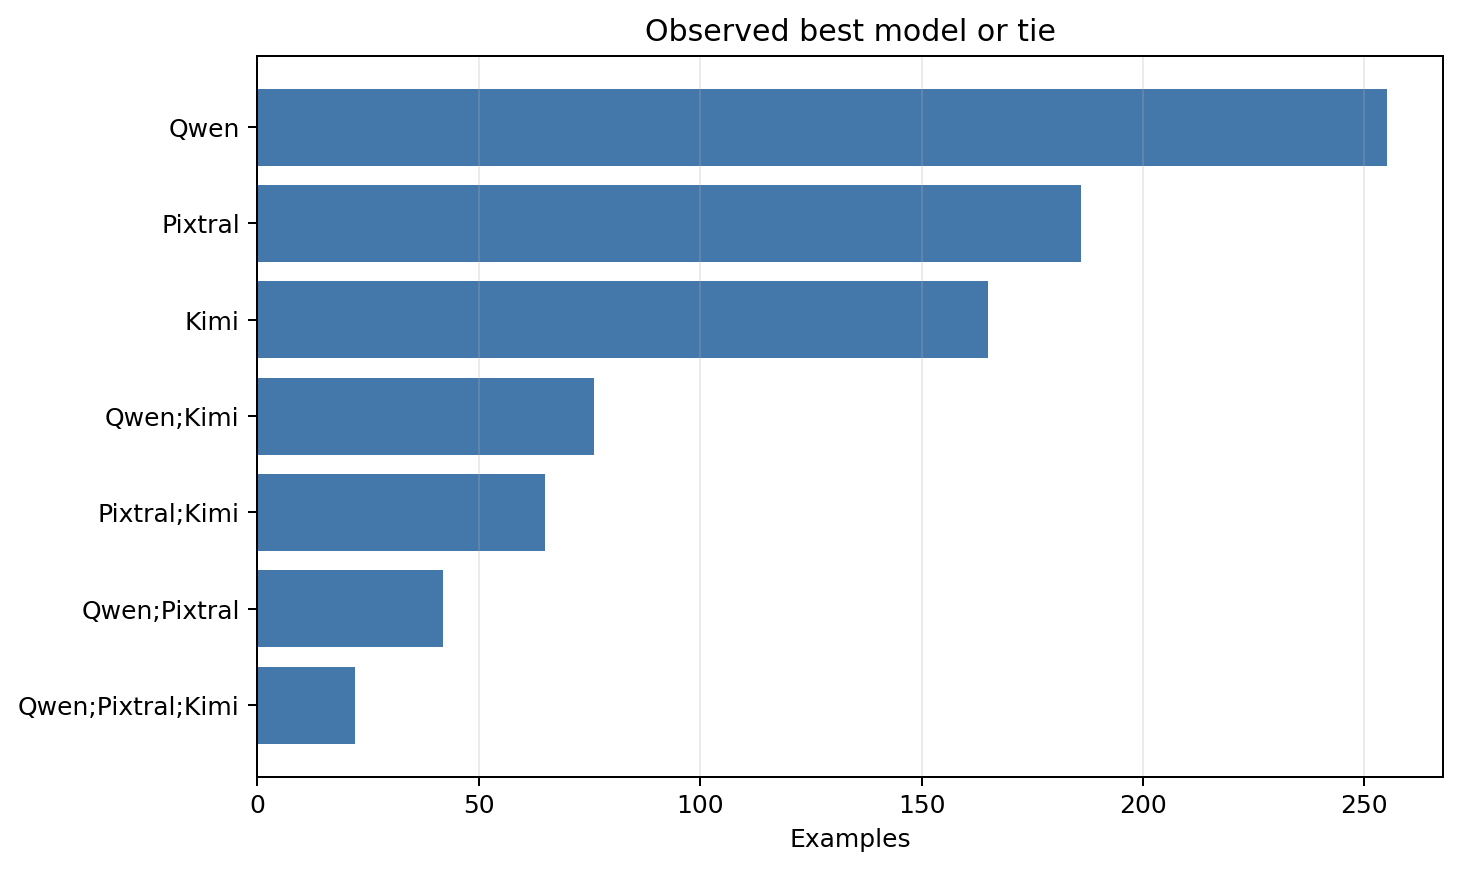 Observed best model or tie
Qwen
Pixtral
Kimi
Qwen;Kimi
Pixtral;Kimi
Qwen;Pixtral
Qwen;Pixtral;Kimi
0 50 100 150 200 250
Examples